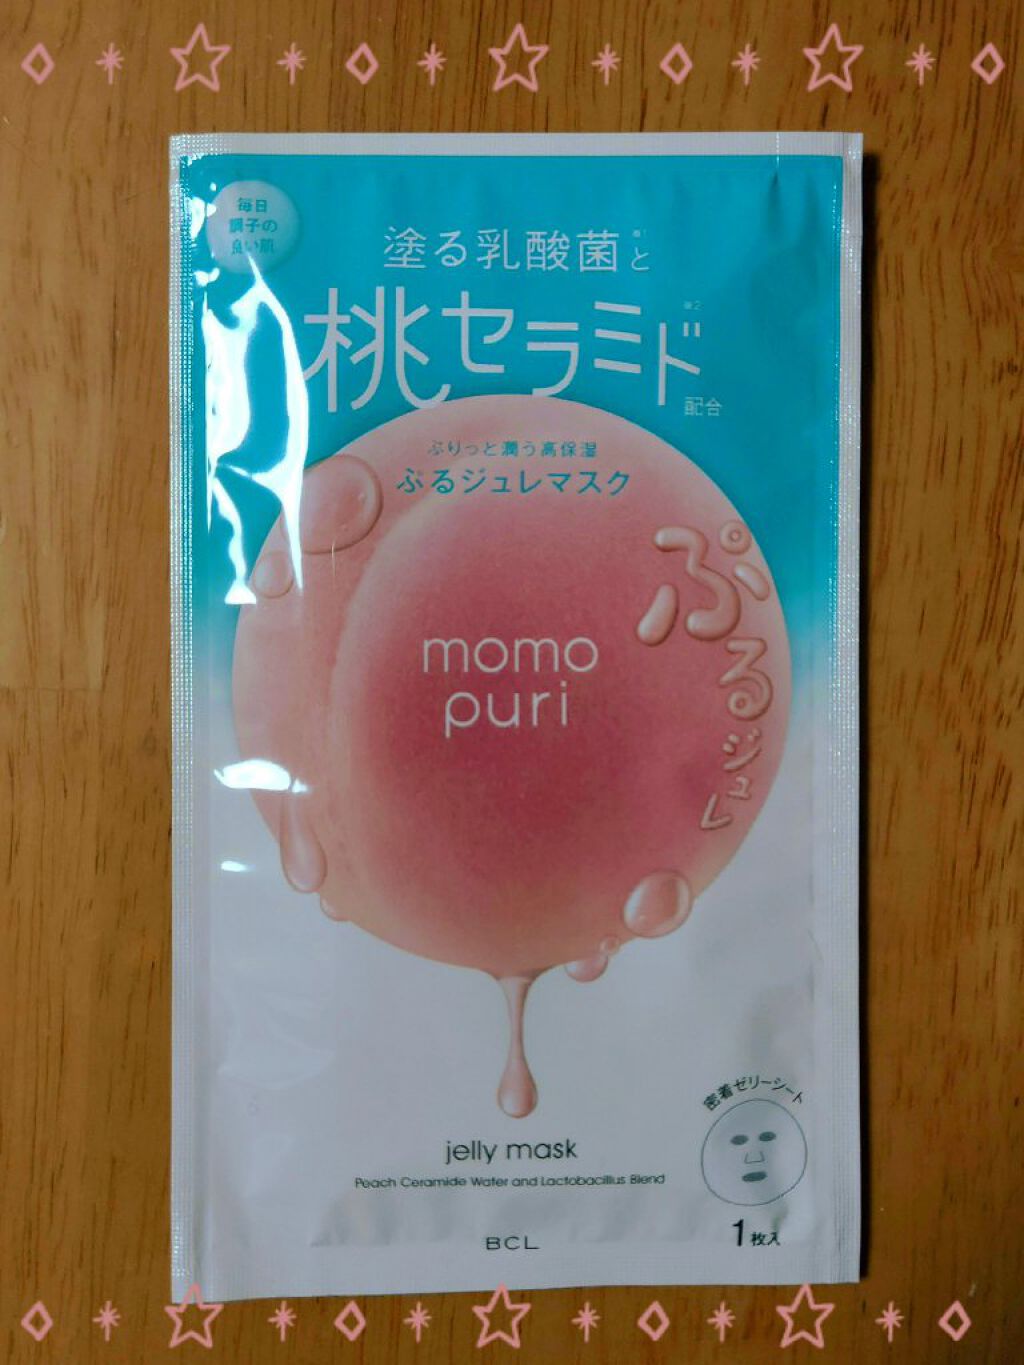 毎日
調子の
良い肌
塗る乳酸菌※1と
桃セラミド※2
配合
ぷりっと潤う高保湿
ぷるジュレマスク
ぷるジュレ
momo
puri
密着ゼリーシート
jelly mask
Peach Ceramide Water and Lactobacillus Blend
1枚入
BCL